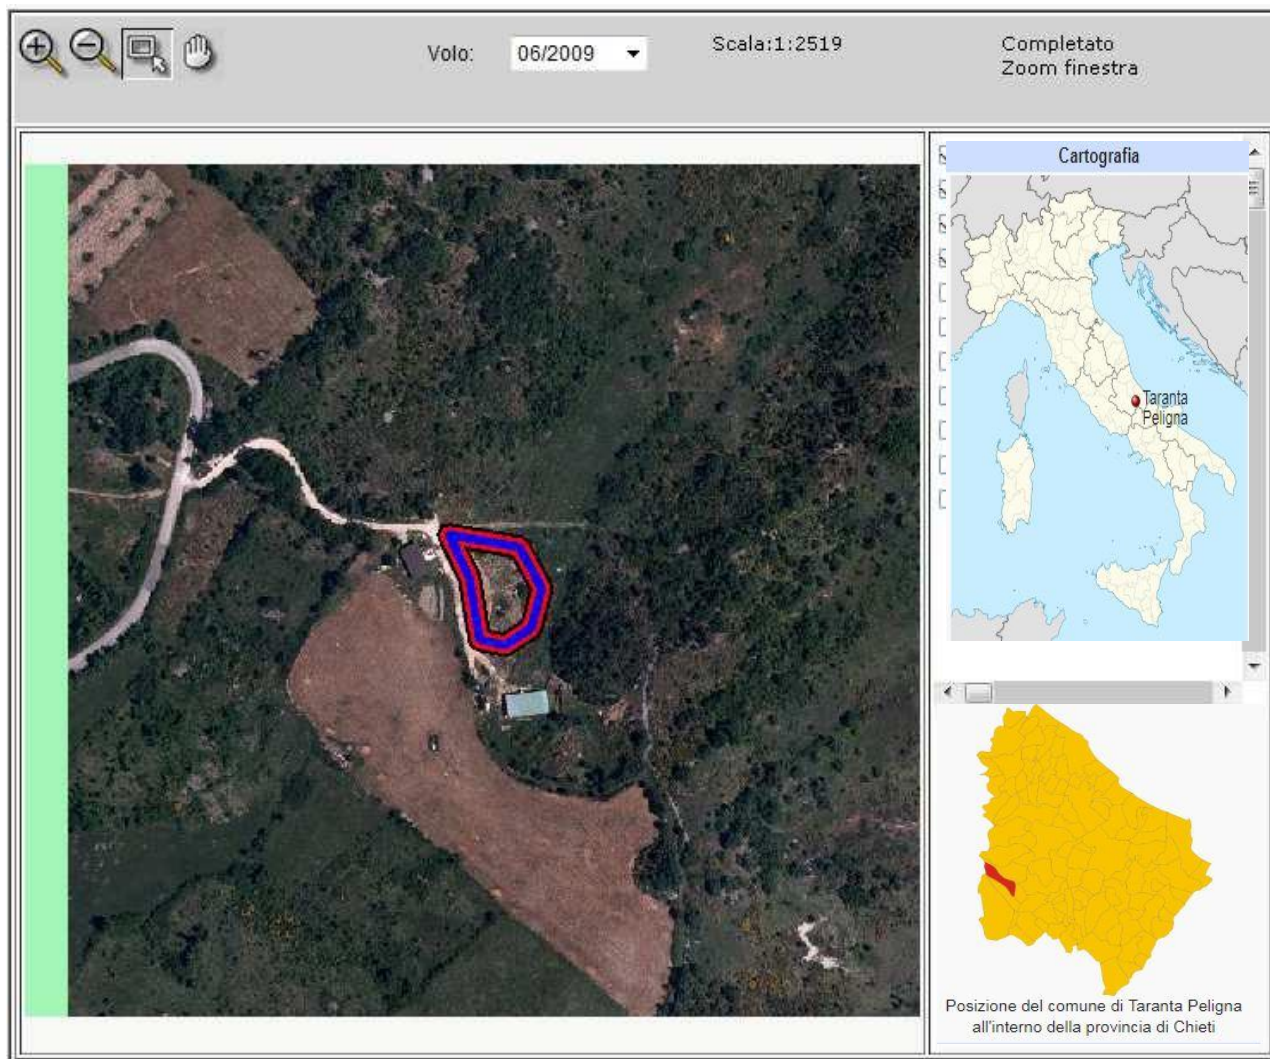 Volo:
06/2009
Scala:1:2519
Completato
Zoom finestra
Cartografia
Taranta
Peligna
Posizione del comune di Taranta Peligna
all'interno della provincia di Chieti